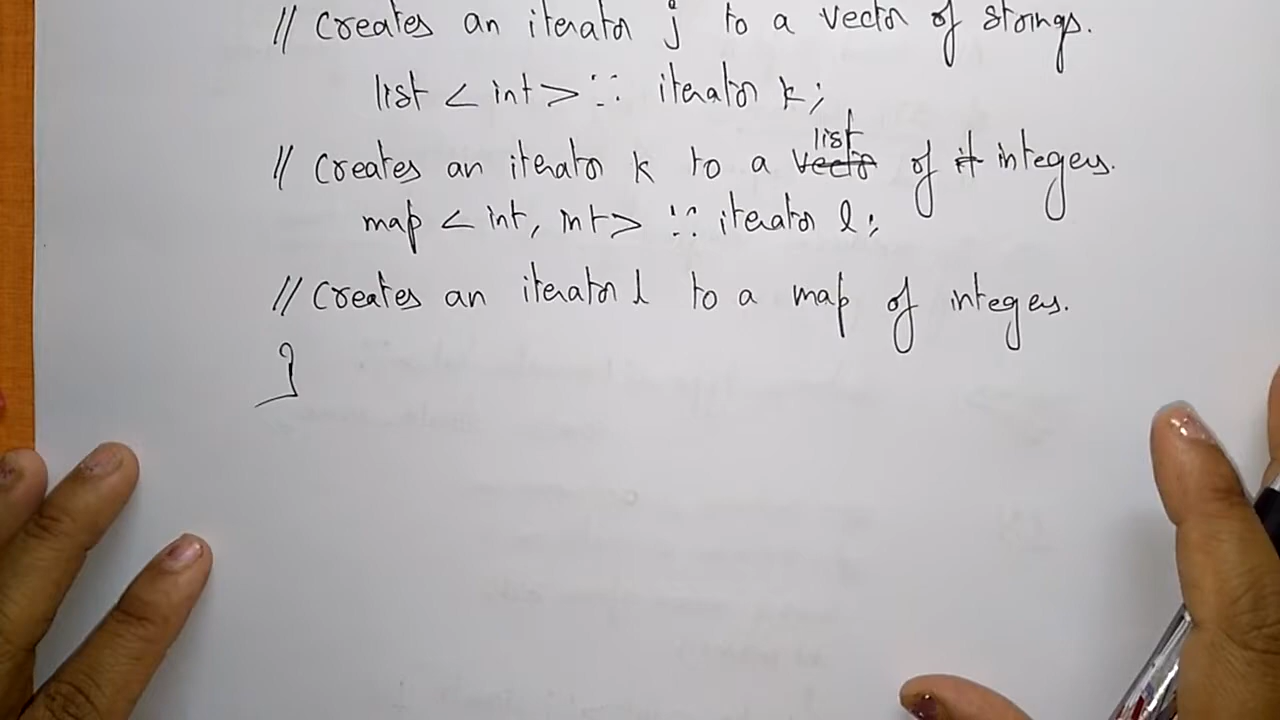 // Creates an iterator j to a vector of strings.
list < int > :: iterator k;
list
// Creates an iterator k to a vector of it integers.
map < int, int > :: iterator l;
// Creates an iterator l to a map of integers.
}